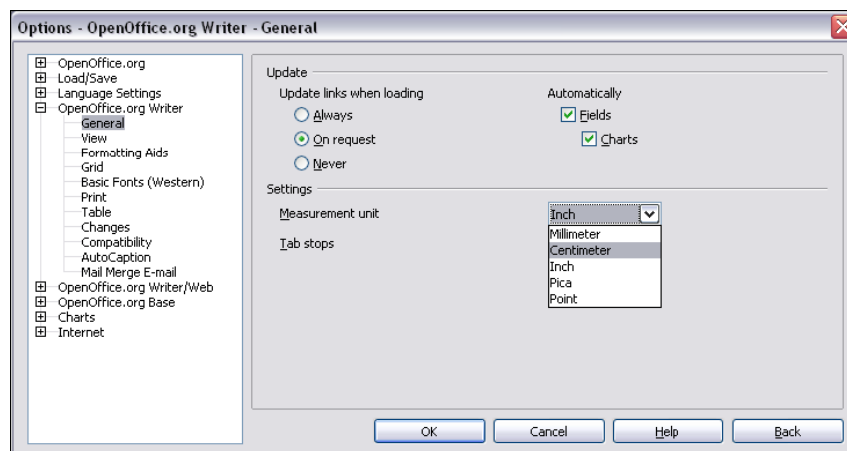 Options - OpenOffice.org Writer - General
OpenOffice.org
Load/Save
Language Settings
OpenOffice.org Writer
General
View
Formatting Aids
Grid
Basic Fonts (Western)
Print
Table
Changes
Compatibility
AutoCaption
Mail Merge E-mail
OpenOffice.org Writer/Web
OpenOffice.org Base
Charts
Internet
Update
Update links when loading
Always
On request
Never
Automatically
Fields
Charts
Settings
Measurement unit
Inch
Millimeter
Centimeter
Inch
Pica
Point
Tab stops
OK
Cancel
Help
Back